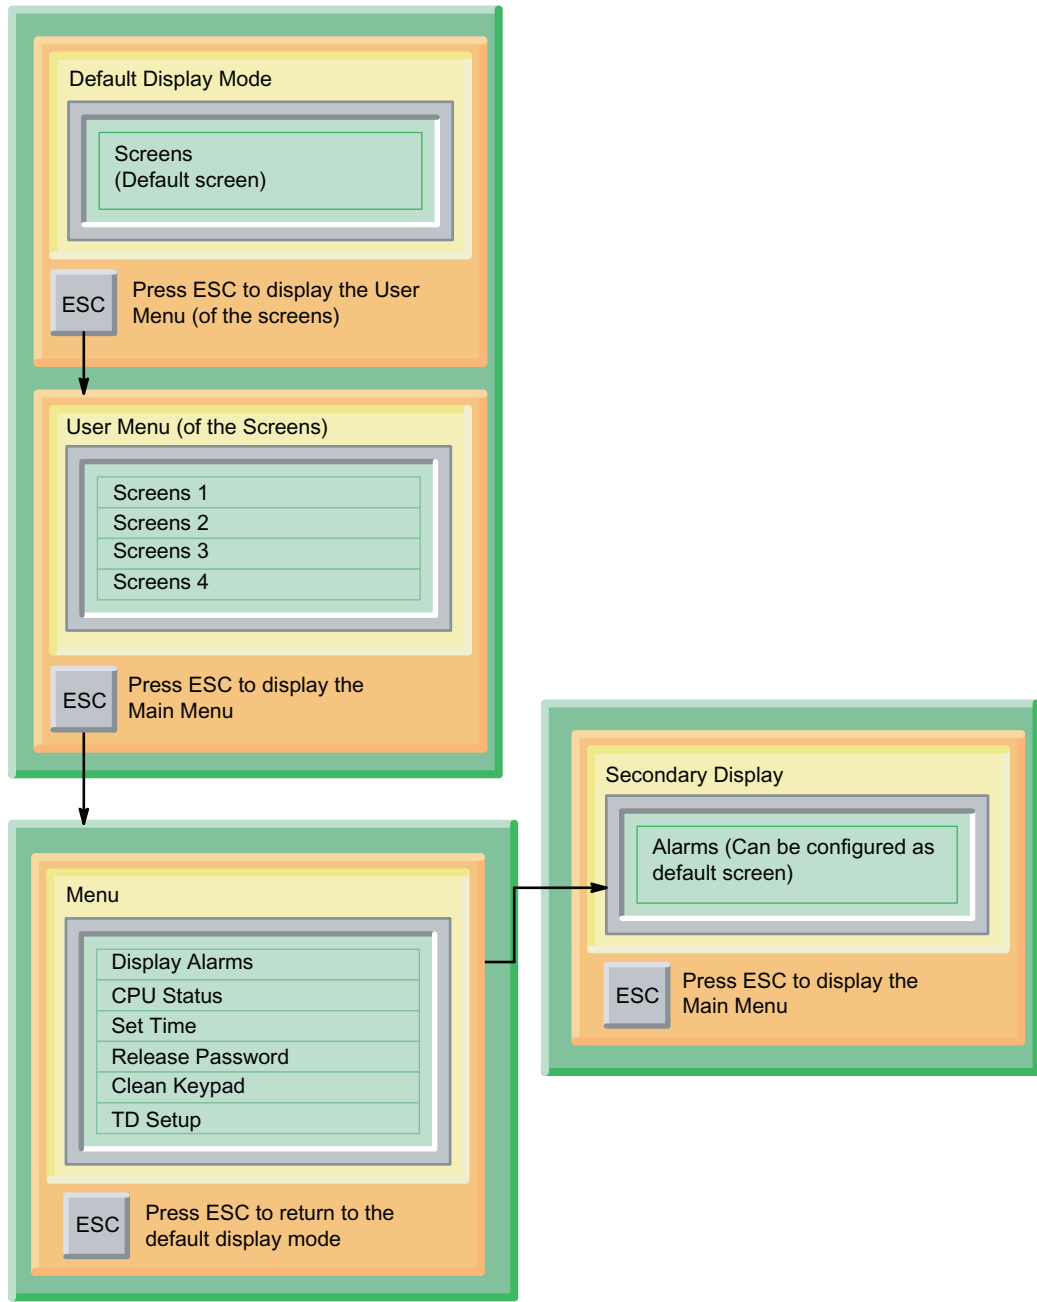 Default Display Mode
Screens
(Default screen)
ESC
Press ESC to display the User
Menu (of the screens)
User Menu (of the Screens)
Screens 1
Screens 2
Screens 3
Screens 4
ESC
Press ESC to display the
Main Menu
Menu
Display Alarms
CPU Status
Set Time
Release Password
Clean Keypad
TD Setup
ESC
Press ESC to return to the
default display mode
Secondary Display
Alarms (Can be configured as
default screen)
ESC
Press ESC to display the
Main Menu